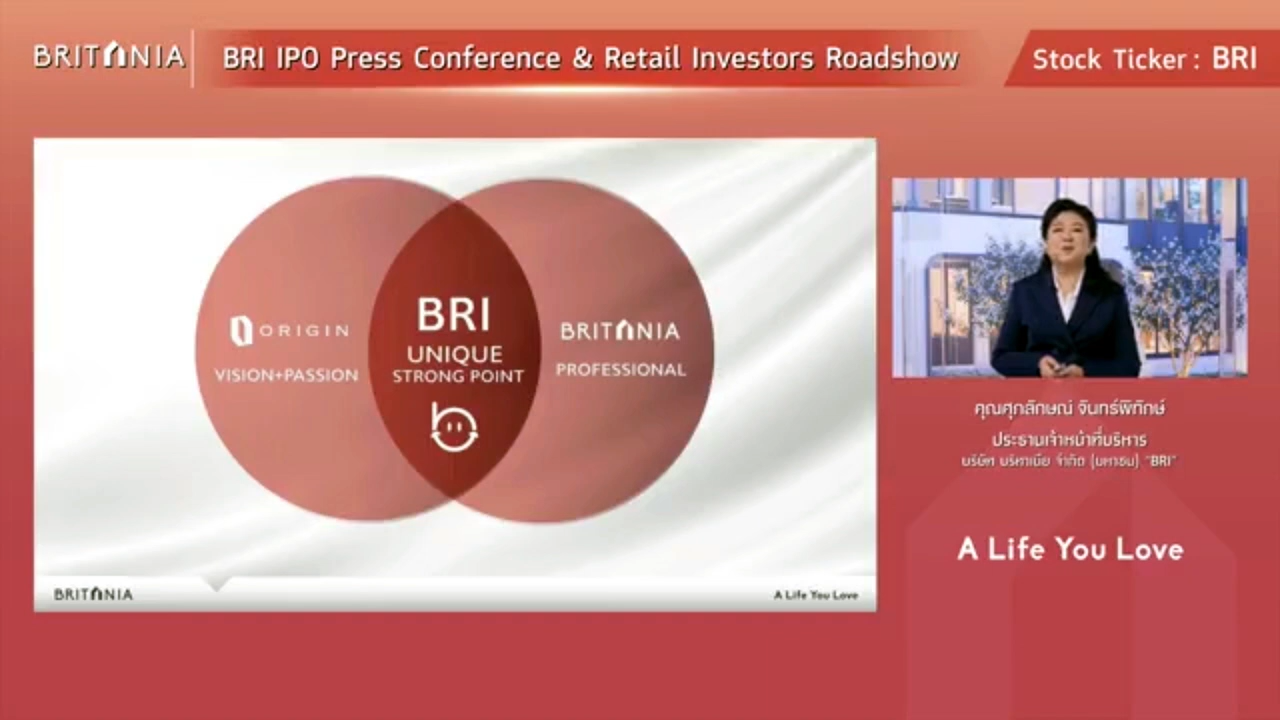 BRITANIA
BRI IPO Press Conference & Retail Investors Roadshow
Stock Ticker : BRI
ORIGIN
VISION+PASSION
BRI
UNIQUE
STRONG POINT
BRITANIA
PROFESSIONAL
BRITANIA
A Life You Love
คุณศุภลักษณ์ จันทร์พิทักษ์
ประธานเจ้าหน้าที่บริหาร
บริษัท บริทาเนีย จำกัด (มหาชน) "BRI"
A Life You Love